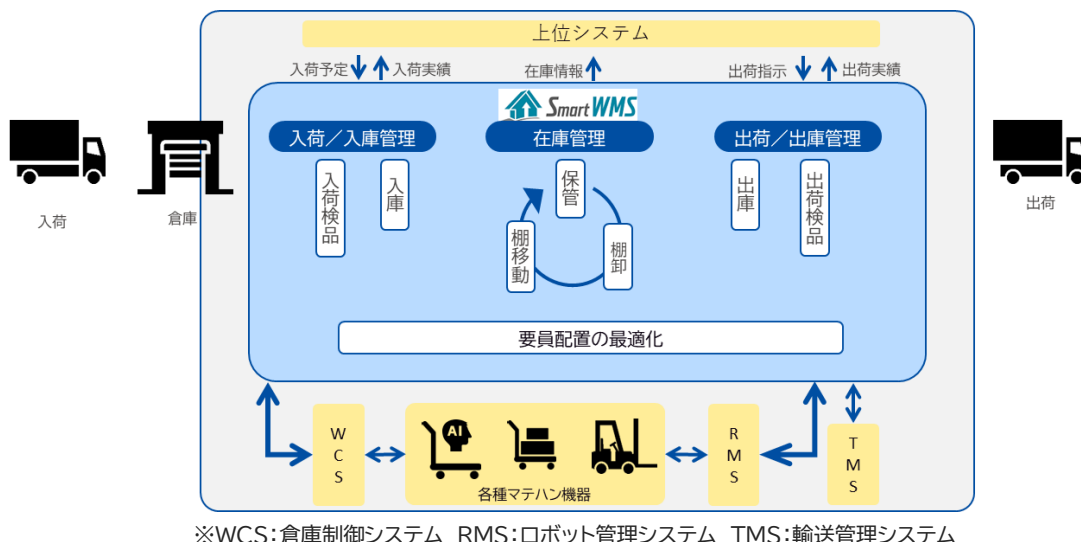 上位システム
入荷予定
入荷実績
在庫情報
出荷指示
出荷実績
Smart WMS
入荷／入庫管理
在庫管理
出荷／出庫管理
入荷検品
入庫
保管
棚卸
棚移動
出庫
出荷検品
入荷
倉庫
出荷
要員配置の最適化
WCS
AI
各種マテハン機器
RMS
TMS
※WCS：倉庫制御システム RMS：ロボット管理システム TMS：輸送管理システム